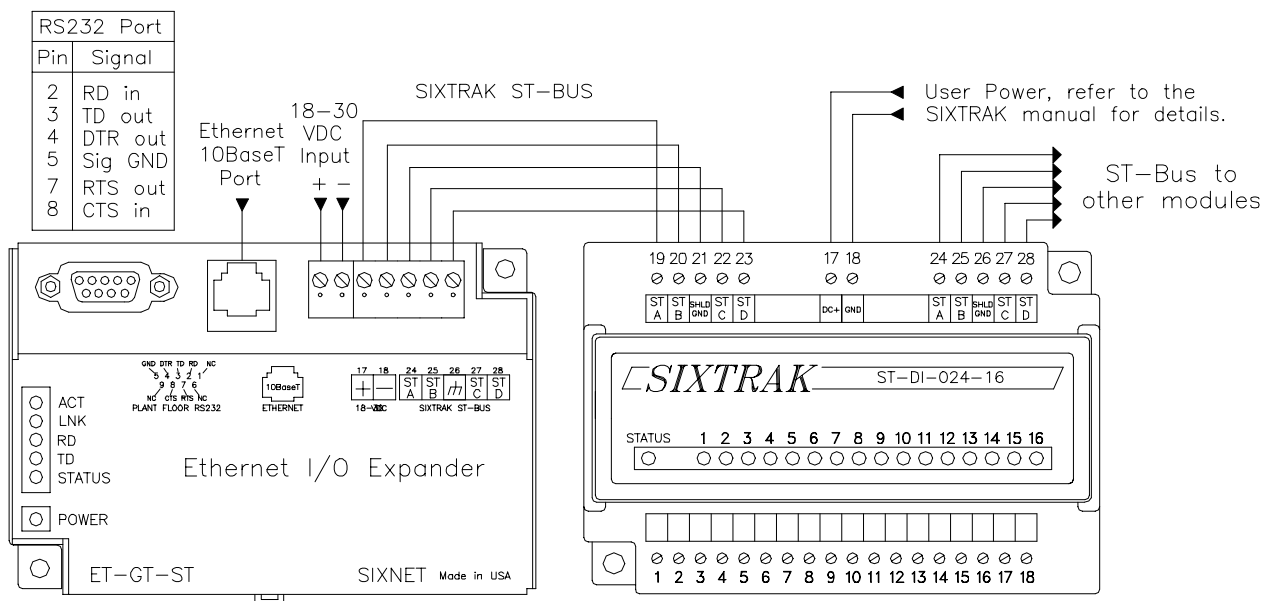 RS232 Port
Pin Signal
2 RD in
3 TD out
4 DTR out
5 Sig GND
7 RTS out
8 CTS in
Ethernet
10BaseT
Port
18-30
VDC
Input
+ -
SIXTRAK ST-BUS
User Power, refer to the
SIXTRAK manual for details.
ST-Bus to
other modules
GND DTR TD RD NC
5 4 3 2 1
9 8 7 6
NC CTS RTS NC
PLANT FLOOR RS232
10BaseT
ETHERNET
17 18 24 25 26 27 28
+ - ST A ST B ST C ST D
SIXTRAK ST-BUS
ACT
LNK
RD
TD
STATUS
POWER
Ethernet I/O Expander
ET-GT-ST
SIXNET Made in USA
19 20 21 22 23 17 18 24 25 26 27 28
ST A ST B SHLD GND ST C ST D DC+ GND ST A ST B SHLD GND ST C ST D
SIXTRAK ST-DI-024-16
STATUS 1 2 3 4 5 6 7 8 9 10 11 12 13 14 15 16
1 2 3 4 5 6 7 8 9 10 11 12 13 14 15 16 17 18